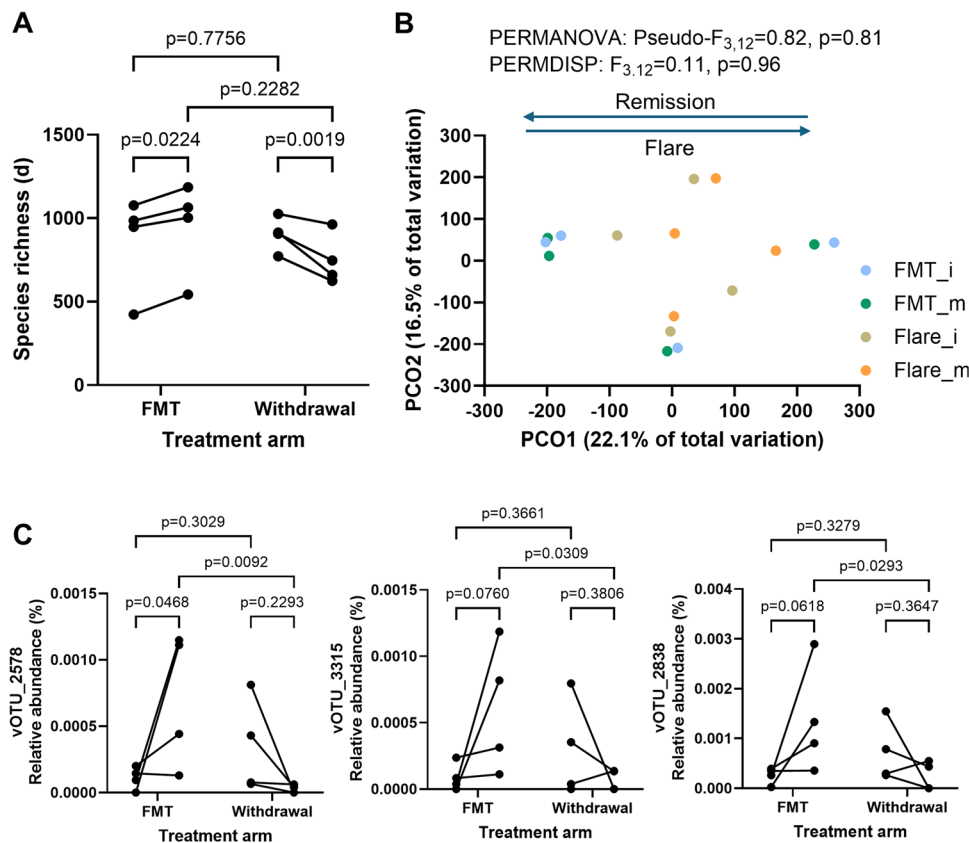 A
p=0.7756
p=0.2282
p=0.0224
p=0.0019
Species richness (d)
1500
1000
500
0
FMT
Withdrawal
Treatment arm
B
PERMANOVA: Pseudo-F3,12=0.82, p=0.81
PERMDISP: F3.12=0.11, p=0.96
Remission
Flare
PCO2 (16.5% of total variation)
300
200
100
0
-100
-200
-300
-300
-200
-100
0
100
200
300
PCO1 (22.1% of total variation)
FMT_i
FMT_m
Flare_i
Flare_m
C
p=0.3029
p=0.0092
p=0.0468
p=0.2293
vOTU_2578
Relative abundance (%)
0.0015
0.0010
0.0005
0.0000
FMT
Withdrawal
Treatment arm
p=0.3661
p=0.0309
p=0.0760
p=0.3806
vOTU_3315
Relative abundance (%)
0.0015
0.0010
0.0005
0.0000
FMT
Withdrawal
Treatment arm
p=0.3279
p=0.0293
p=0.0618
p=0.3647
vOTU_2838
Relative abundance (%)
0.004
0.003
0.002
0.001
0.000
FMT
Withdrawal
Treatment arm